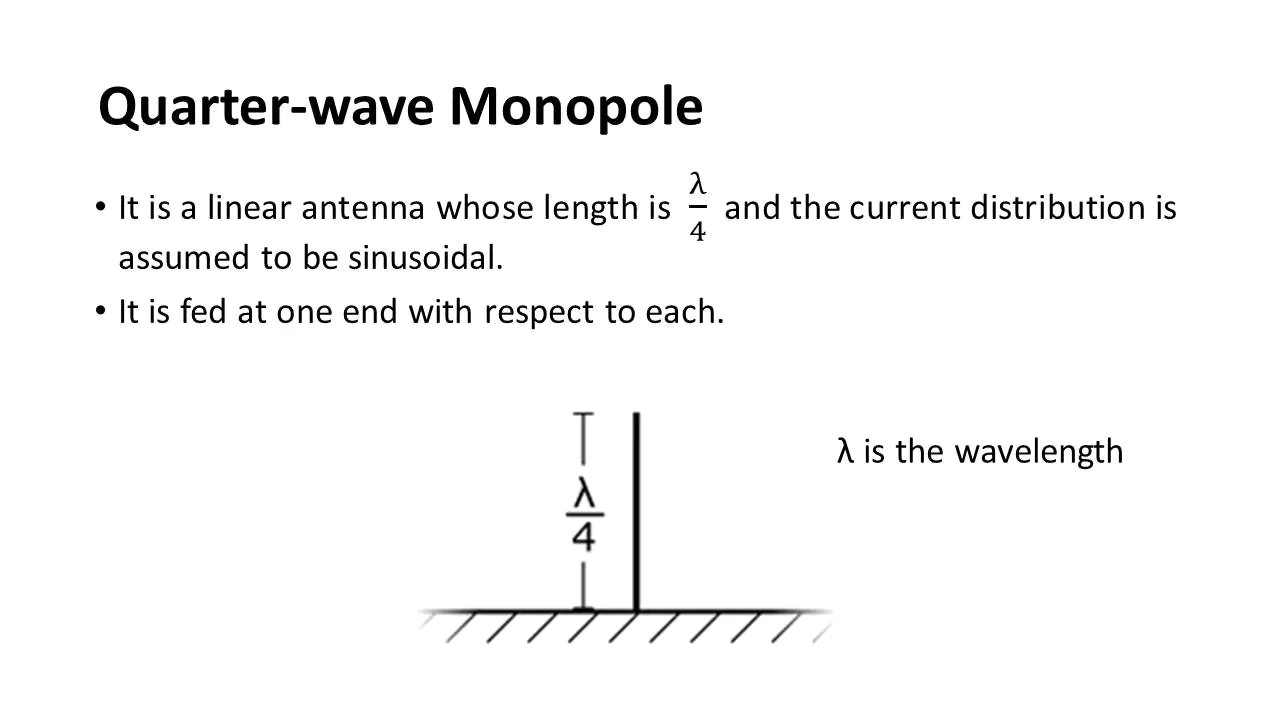 Quarter-wave Monopole
• It is a linear antenna whose length is λ/4 and the current distribution is
assumed to be sinusoidal.
• It is fed at one end with respect to each.
λ/4
λ is the wavelength